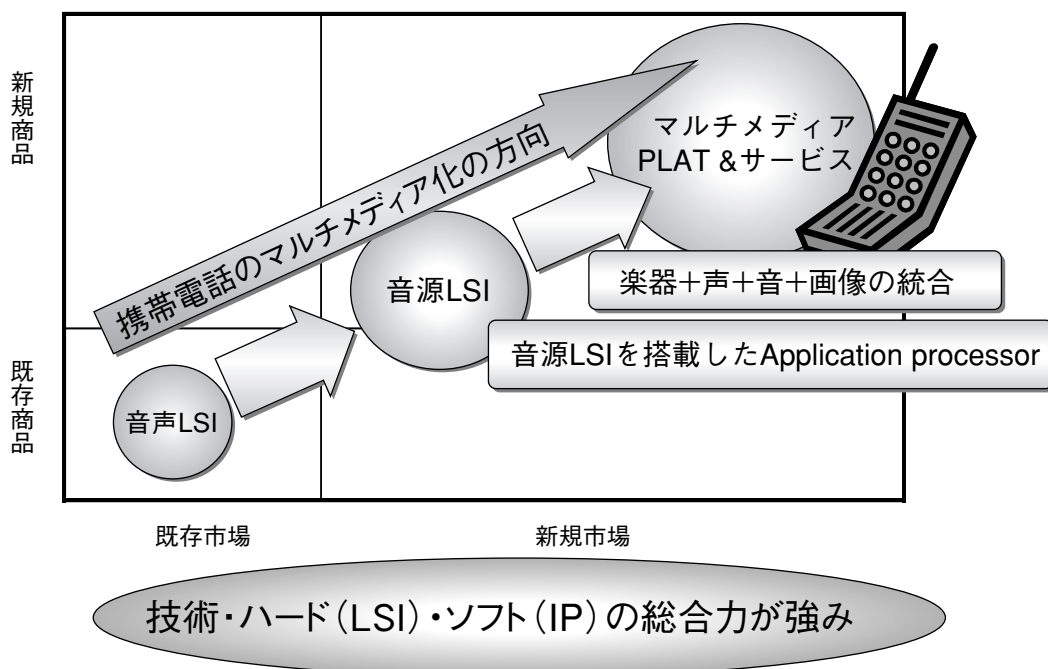 新規商品
マルチメディア
PLAT &サービス
携帯電話のマルチメディア化の方向
音源LSI
楽器+声+音+画像の統合
音源LSIを搭載したApplication processor
既存商品
音声LSI
既存市場
新規市場
技術・ハード(LSI)・ソフト(IP)の総合力が強み